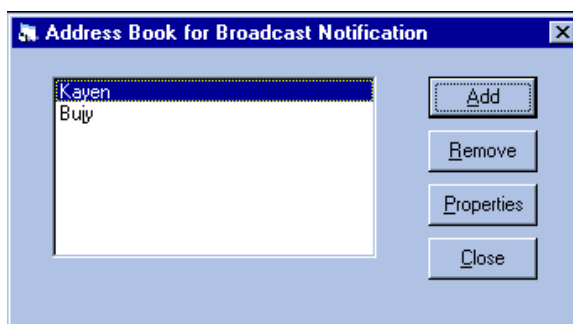 Address Book for Broadcast Notification
Kayen
Bujy
Add
Remove
Properties
Close